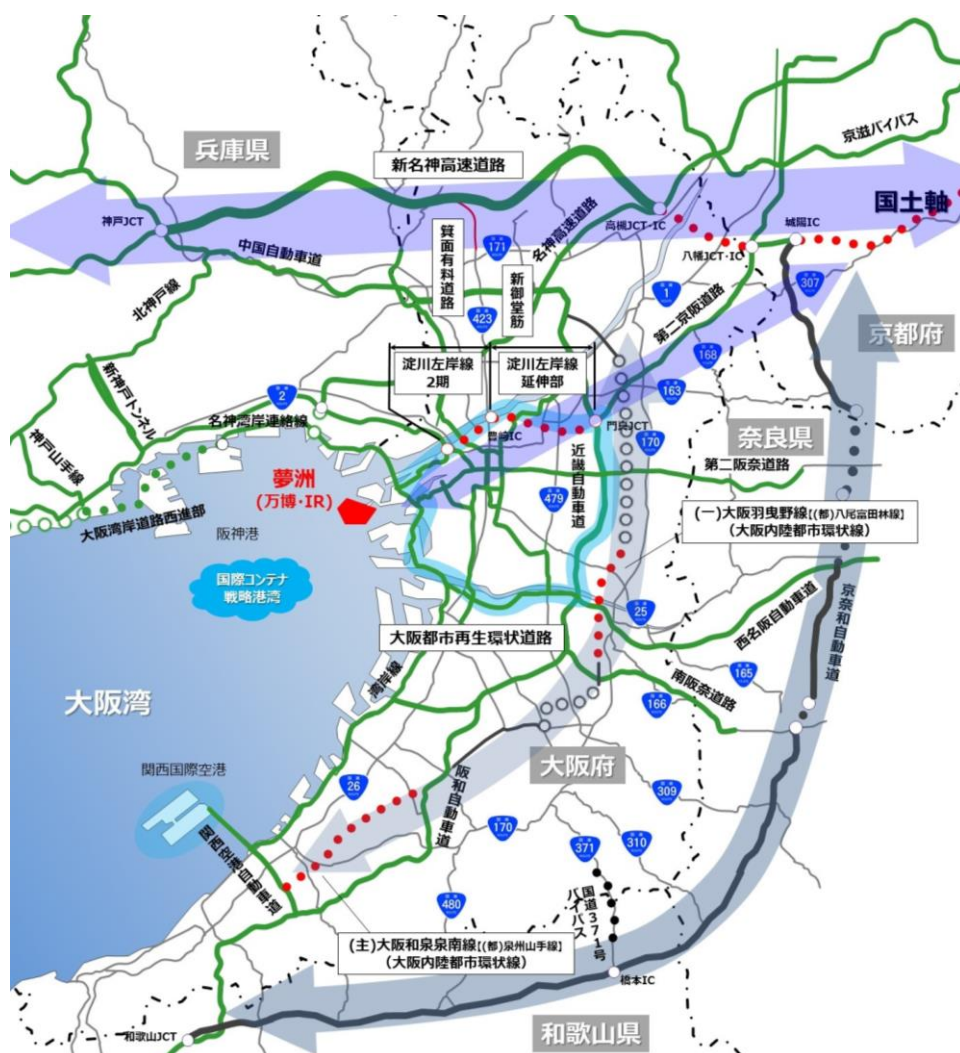 兵庫県
新名神高速道路
京滋バイパス
国土軸
神戸JCT
高槻JCT・IC
城陽IC
八幡JCT・IC
中国自動車道
名神高速道路
箕面有料道路
171
新御堂筋
1
307
北神戸線
423
第二京阪道路
168
京都府
淀川左岸線
2期
淀川左岸線
延伸部
163
新神戸トンネル
2
名神湾岸連絡線
豊崎IC
門真JCT
170
奈良県
神戸山手線
夢洲
(万博・IR)
近畿自動車道
第二阪奈道路
479
大阪湾岸道路西進部
阪神港
(一)大阪羽曳野線【(都)八尾富田林線】
(大阪内陸都市環状線)
国際コンテナ
戦略港湾
25
大阪都市再生環状道路
西名阪自動車道
京奈和自動車道
湾岸線
165
南阪奈道路
166
大阪湾
大阪府
関西国際空港
26
阪和自動車道
309
170
371
310
関西空港自動車道
480
国道371号
バイパス
(主)大阪和泉泉南線【(都)泉州山手線】
(大阪内陸都市環状線)
橋本IC
和歌山JCT
和歌山県